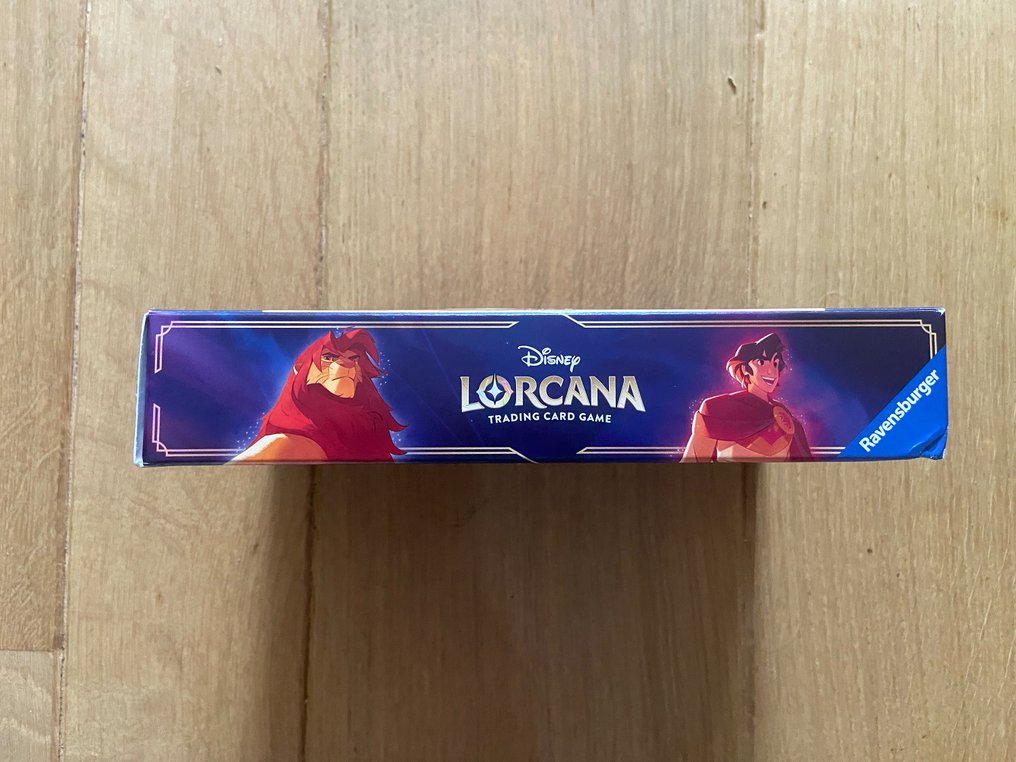 Disney
LORCANA
TRADING CARD GAME
Ravensburger